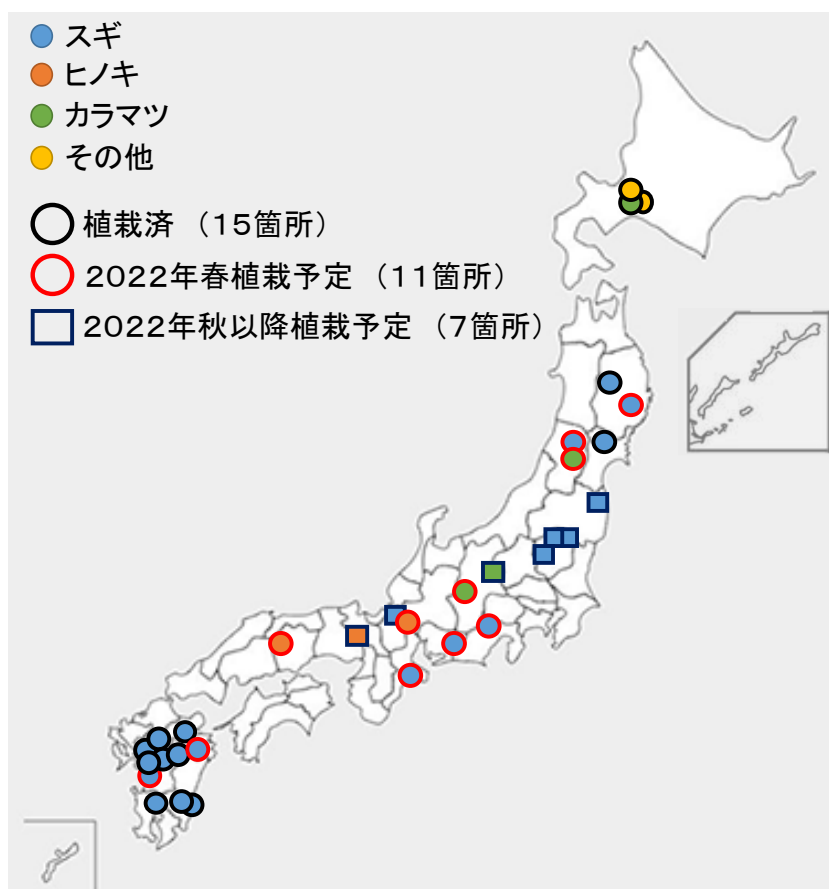 スギ
ヒノキ
カラマツ
その他
植栽済 （１５箇所）
２０２２年春植栽予定 （１１箇所）
２０２２年秋以降植栽予定 （７箇所）